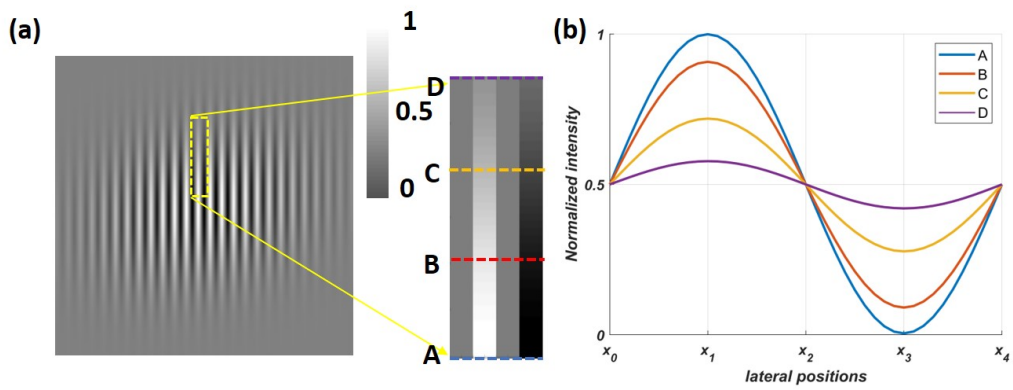 (a)
1
0.5
0
D
C
B
A
(b)
1
0.5
0
Normalized intensity
A
B
C
D
x0 x1 x2 x3 x4
lateral positions